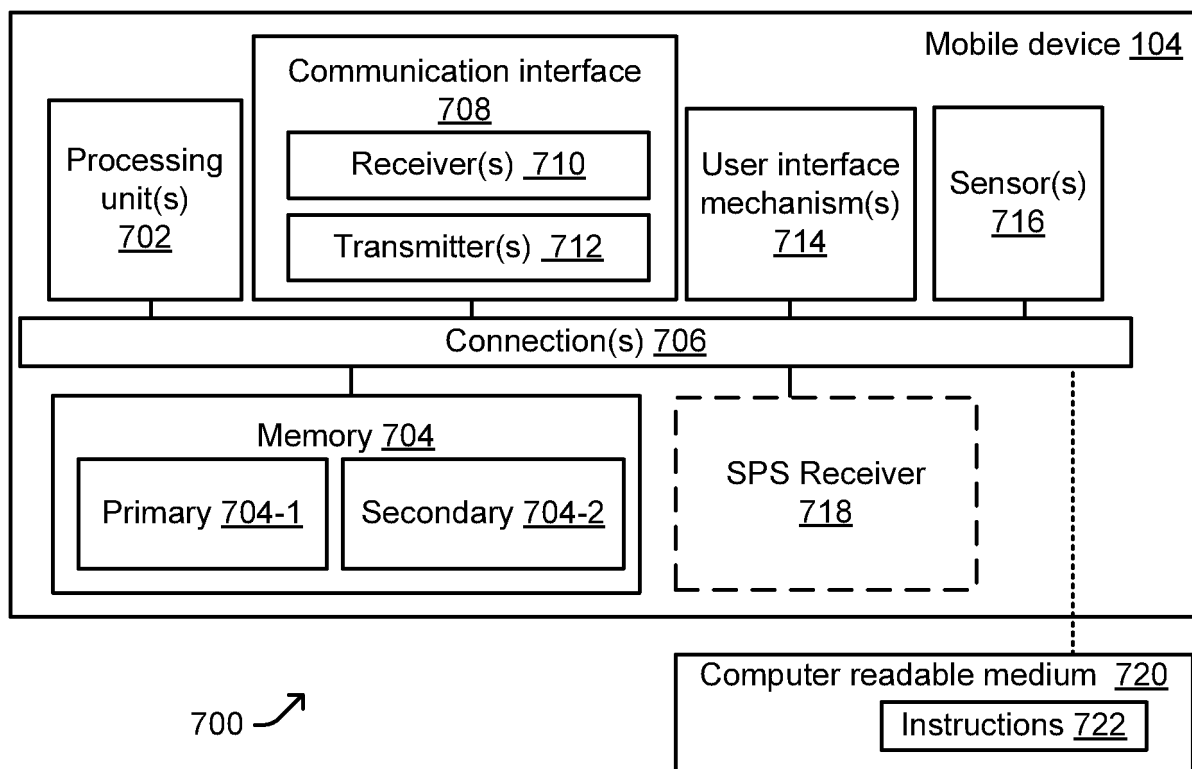 Mobile device 104
Communication interface
708
Receiver(s) 710
Transmitter(s) 712
Processing
unit(s)
702
User interface
mechanism(s)
714
Sensor(s)
716
Connection(s) 706
Memory 704
Primary 704-1
Secondary 704-2
SPS Receiver
718
Computer readable medium 720
Instructions 722
700